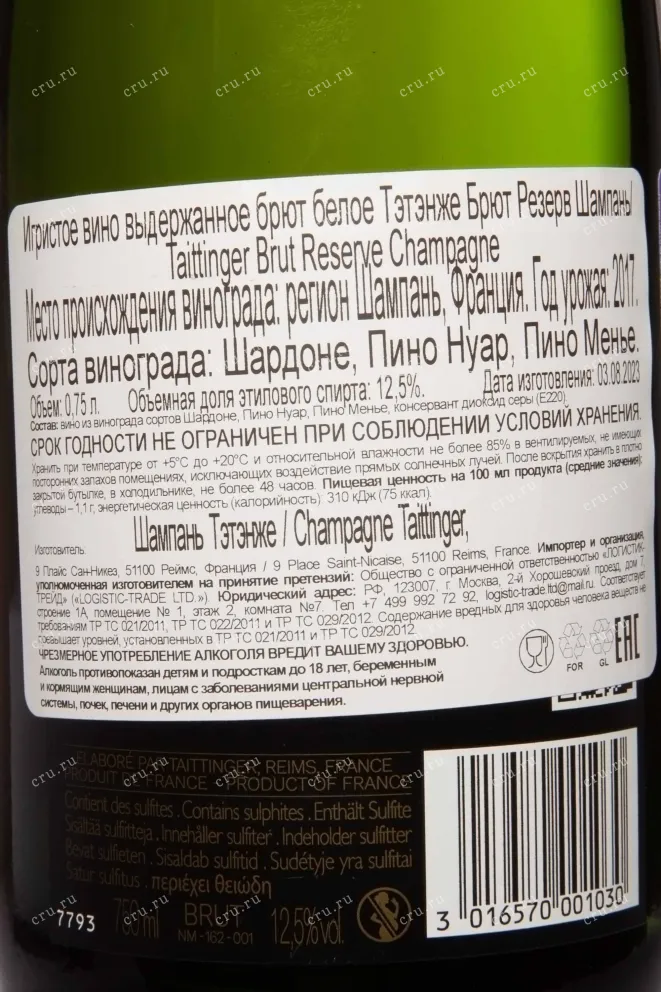 Игристое вино выдержанное брют белое Тэтэнже Брют Резерв Шампань/
Taittinger Brut Reserve Champagne
Место происхождения винограда: регион Шампань, Франция. Год урожая: 2017.
Сорта винограда: Шардоне, Пино Нуар, Пино Менье.
Объем: 0,75 л. Объемная доля этилового спирта: 12,5%. Дата изготовления: 03.08.2023
Состав: вино из винограда сортов Шардоне, Пино Нуар, Пино Менье, консервант диоксид серы (E220).
СРОК ГОДНОСТИ НЕ ОГРАНИЧЕН ПРИ СОБЛЮДЕНИИ УСЛОВИЙ ХРАНЕНИЯ.
Хранить при температуре от +5°С до +20°С и относительной влажности не более 85% в вентилируемых, не имеющих
посторонних запахов помещениях, исключающих воздействие прямых солнечных лучей. После вскрытия хранить в плотно
закрытой бутылке, в холодильнике, не более 48 часов. Пищевая ценность на 100 мл продукта (средние значения):
углеводы – 1,1 г, энергетическая ценность (калорийность): 310 кДж (75 ккал).
Изготовитель: Шампань Тэтэнже / Champagne Taittinger,
9 Плайс Сан-Никез, 51100 Реймс, Франция / 9 Place Saint-Nicaise, 51100 Reims, France. Импортер и организация,
уполномоченная изготовителем на принятие претензий: Общество с ограниченной ответственностью «ЛОГИСТИК-
ТРЕЙД» («LOGISTIC-TRADE LTD.»). Юридический адрес: РФ, 123007, г. Москва, 2-й Хорошевский проезд, дом 7,
строение 1А, помещение № 1, этаж 2, комната №7. Тел +7 499 992 72 92, logistic-trade.ltd@mail.ru. Соответствует
требованиям ТР ТС 021/2011, ТР ТС 022/2011 и ТР ТС 029/2012. Содержание вредных для здоровья человека веществ не
превышает уровней, установленных в ТР ТС 021/2011 и ТР ТС 029/2012.
ЧРЕЗМЕРНОЕ УПОТРЕБЛЕНИЕ АЛКОГОЛЯ ВРЕДИТ ВАШЕМУ ЗДОРОВЬЮ.
Алкоголь противопоказан детям и подросткам до 18 лет, беременным
и кормящим женщинам, лицам с заболеваниями центральной нервной
системы, почек, печени и других органов пищеварения.
FOR GL EAC
ELABORÉ PAR TAITTINGER, REIMS, FRANCE
PRODUIT DE FRANCE - PRODUCT OF FRANCE
Contient des sulfites . Contains sulphites . Enthält Sulfite
Sisältää sulfiitteja . Innehåller sulfiter . Indeholder sulfitter
Bevat sulfieten . Sisaldab sulfitid . Sudėtyje yra sulfitai
Satur sulfitus . περιέχει θειώδη
7793 750 ml BRUT 12,5% vol.
NM-162-001
3 016570 001030
cru.ru